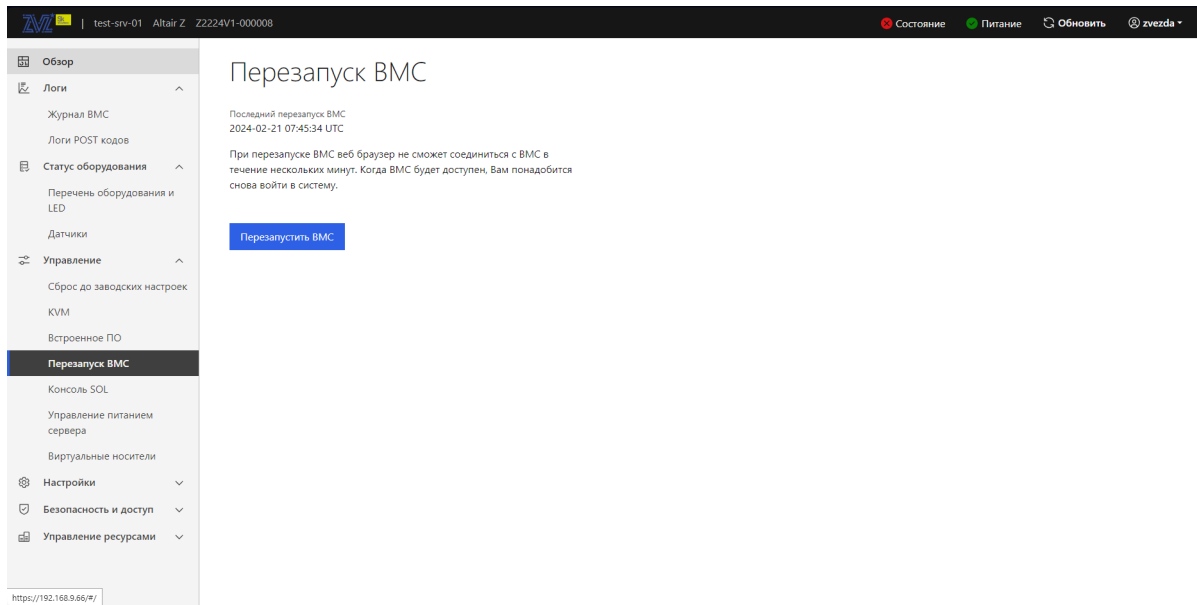 ZVZ Sk | test-srv-01 Altair Z Z2224V1-000008 Состояние Питание Обновить zvezda
Обзор
Логи
Журнал BMC
Логи POST кодов
Статус оборудования
Перечень оборудования и
LED
Датчики
Управление
Сброс до заводских настроек
KVM
Встроенное ПО
Перезапуск BMC
Консоль SOL
Управление питанием
сервера
Виртуальные носители
Настройки
Безопасность и доступ
Управление ресурсами
https://192.168.9.66/#/
Перезапуск BMC
Последний перезапуск BMC
2024-02-21 07:45:34 UTC
При перезапуске BMC веб браузер не сможет соединиться с BMC в
течение нескольких минут. Когда BMC будет доступен, Вам понадобится
снова войти в систему.
Перезапустить BMC